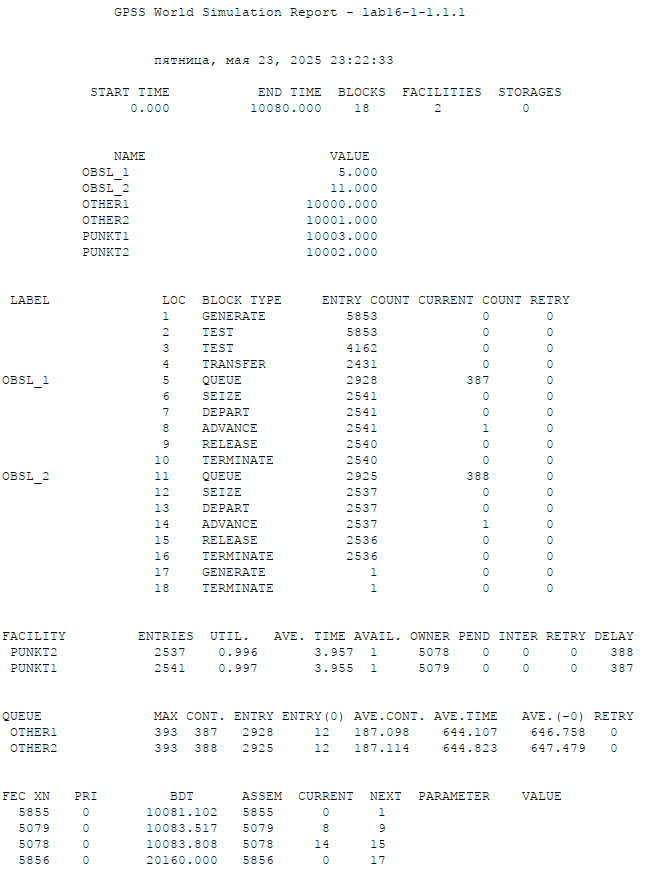 GPSS World Simulation Report - lab16-1-1.1.1
пятница, мая 23, 2025 23:22:33
START TIME END TIME BLOCKS FACILITIES STORAGES
0.000 10080.000 18 2 0
NAME VALUE
OBSL_1 5.000
OBSL_2 11.000
OTHER1 10000.000
OTHER2 10001.000
PUNKT1 10003.000
PUNKT2 10002.000
LABEL LOC BLOCK TYPE ENTRY COUNT CURRENT COUNT RETRY
1 GENERATE 5853 0 0
2 TEST 5853 0 0
3 TEST 4162 0 0
4 TRANSFER 2431 0 0
OBSL_1 5 QUEUE 2928 387 0
6 SEIZE 2541 0 0
7 DEPART 2541 0 0
8 ADVANCE 2541 1 0
9 RELEASE 2540 0 0
10 TERMINATE 2540 0 0
OBSL_2 11 QUEUE 2925 388 0
12 SEIZE 2537 0 0
13 DEPART 2537 0 0
14 ADVANCE 2537 1 0
15 RELEASE 2536 0 0
16 TERMINATE 2536 0 0
17 GENERATE 1 0 0
18 TERMINATE 1 0 0
FACILITY ENTRIES UTIL. AVE. TIME AVAIL. OWNER PEND INTER RETRY DELAY
PUNKT2 2537 0.996 3.957 1 5078 0 0 0 388
PUNKT1 2541 0.997 3.955 1 5079 0 0 0 387
QUEUE MAX CONT. ENTRY ENTRY(0) AVE.CONT. AVE.TIME AVE.(-0) RETRY
OTHER1 393 387 2928 12 187.098 644.107 646.758 0
OTHER2 393 388 2925 12 187.114 644.823 647.479 0
FEC XN PRI BDT ASSEM CURRENT NEXT PARAMETER VALUE
5855 0 10081.102 5855 0 1
5079 0 10083.517 5079 8 9
5078 0 10083.808 5078 14 15
5856 0 20160.000 5856 0 17